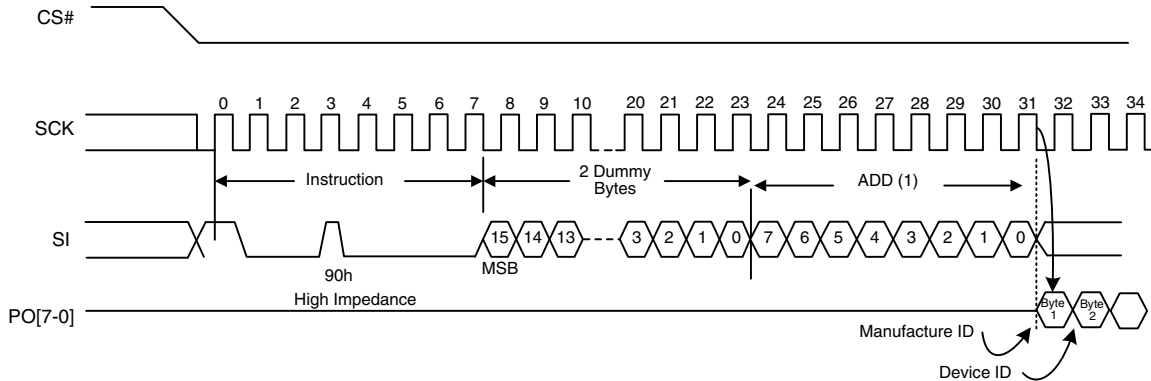 CS#
0 1 2 3 4 5 6 7 8 9 10 20 21 22 23 24 25 26 27 28 29 30 31 32 33 34
SCK
Instruction
2 Dummy
Bytes
ADD (1)
SI
15 14 13 3 2 1 0 7 6 5 4 3 2 1 0
90h
MSB
High Impedance
PO[7-0]
Byte
1
Byte
2
Manufacture ID
Device ID